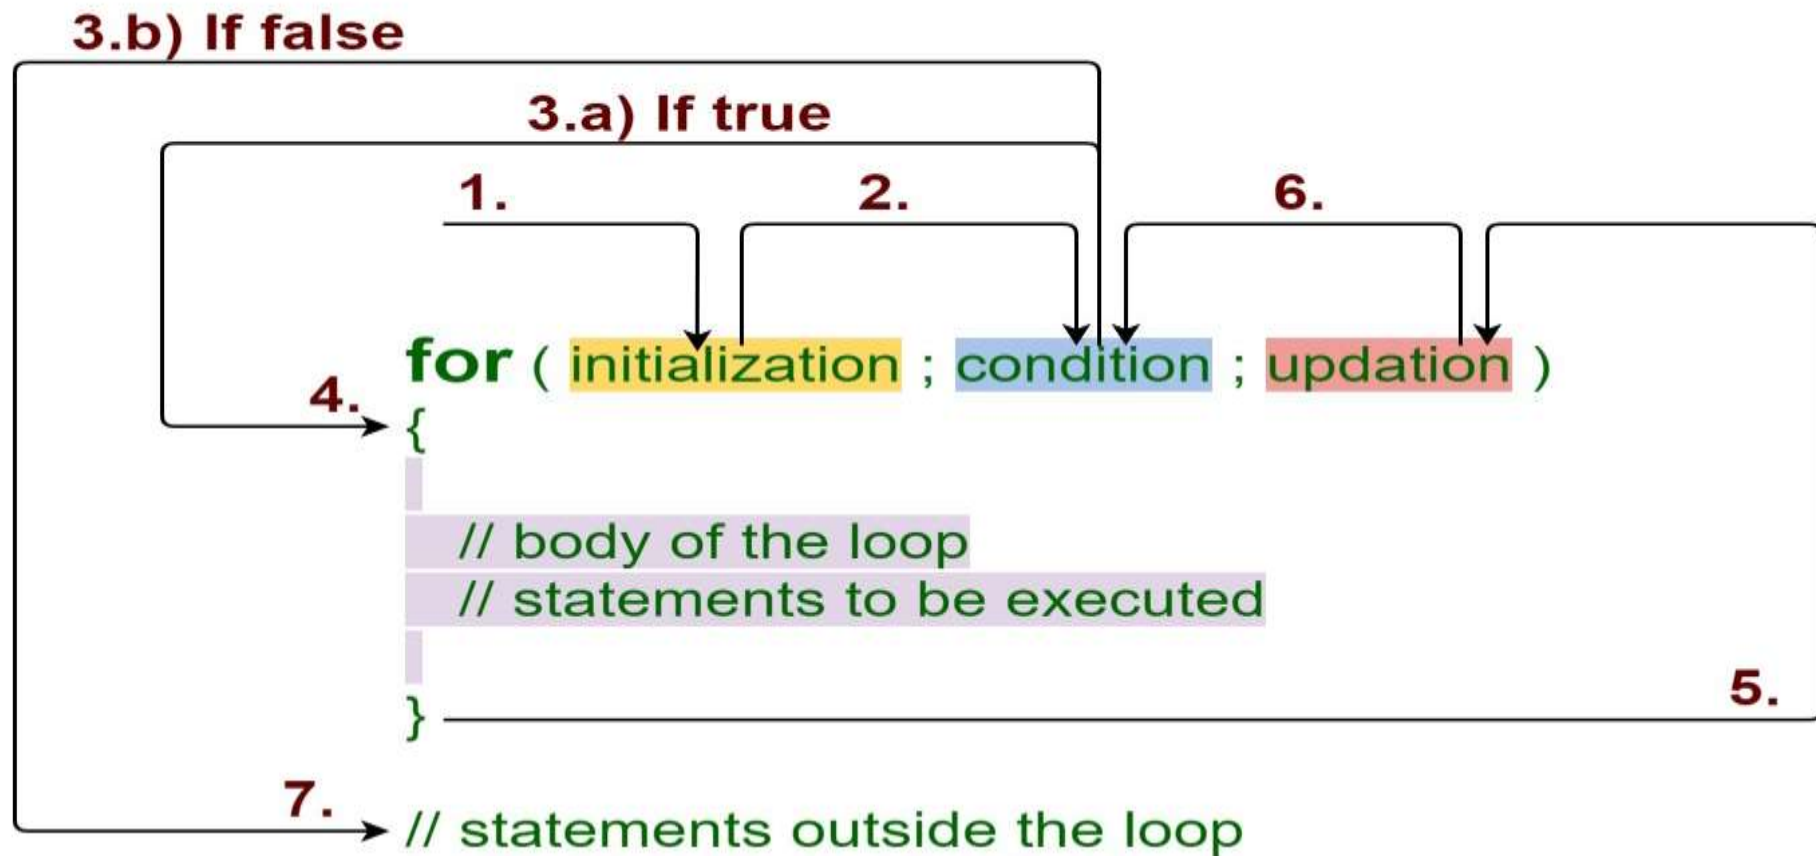 3.b) If false
3.a) If true
1. 2. 6.
for ( initialization ; condition ; updation )
4.
{
// body of the loop
// statements to be executed
5.
}
7.
// statements outside the loop